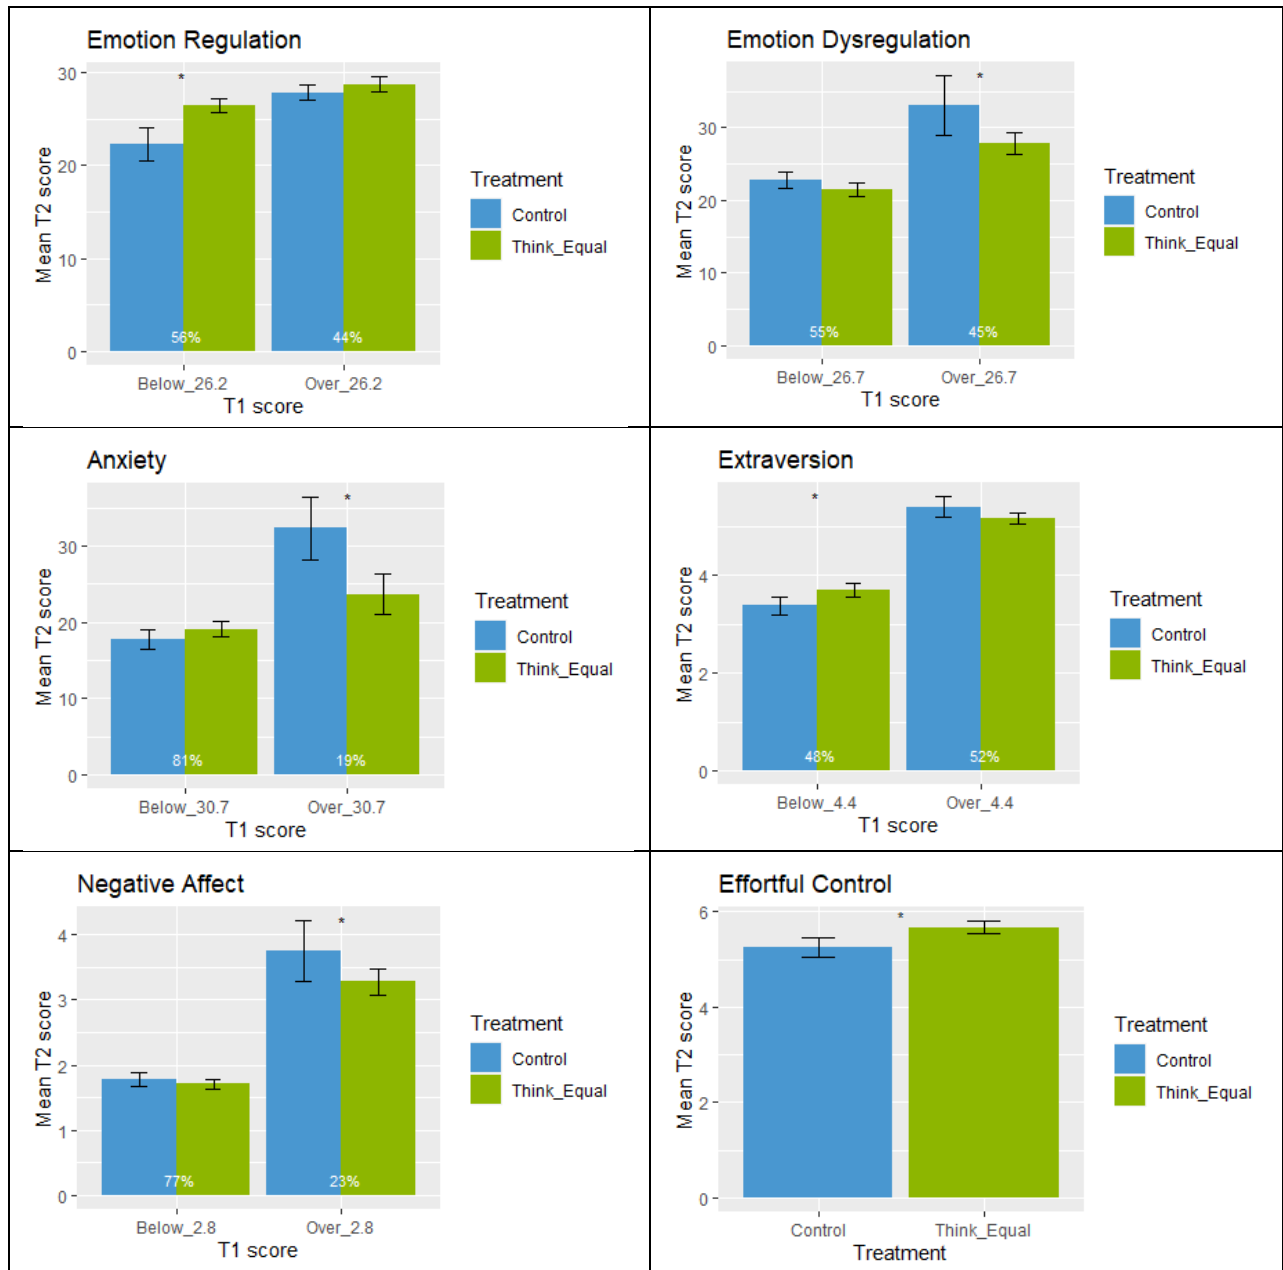 Emotion Regulation
*
30
20
10
0
Mean T2 score
56%
44%
Below_26.2
Over_26.2
T1 score
Treatment
Control
Think_Equal
Emotion Dysregulation
*
30
20
10
0
Mean T2 score
55%
45%
Below_26.7
Over_26.7
T1 score
Treatment
Control
Think_Equal
Anxiety
*
30
20
10
0
Mean T2 score
81%
19%
Below_30.7
Over_30.7
T1 score
Treatment
Control
Think_Equal
Extraversion
*
4
2
0
Mean T2 score
48%
52%
Below_4.4
Over_4.4
T1 score
Treatment
Control
Think_Equal
Negative Affect
*
4
3
2
1
0
Mean T2 score
77%
23%
Below_2.8
Over_2.8
T1 score
Treatment
Control
Think_Equal
Effortful Control
*
6
4
2
0
Mean T2 score
Control
Think_Equal
Treatment
Treatment
Control
Think_Equal